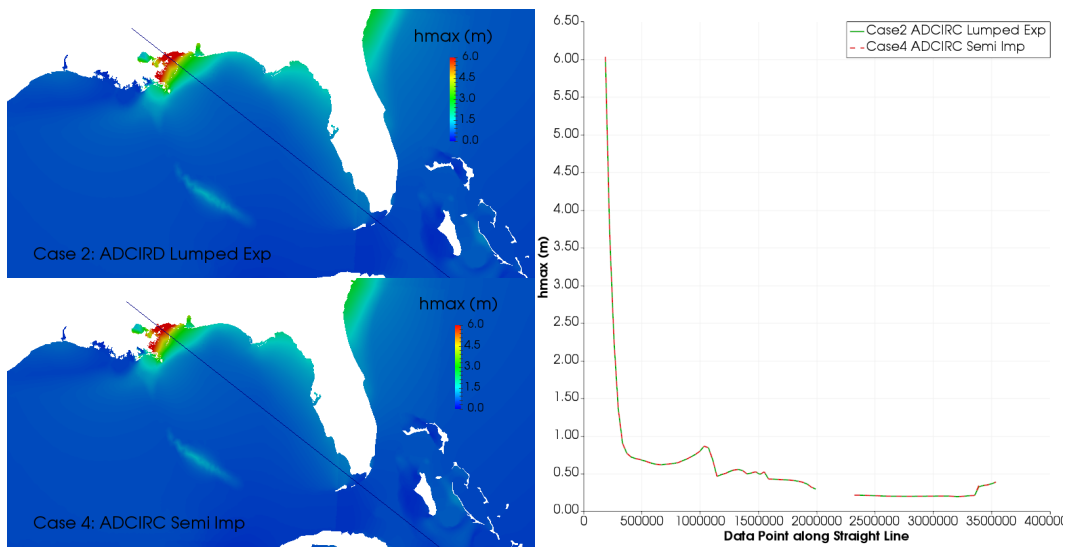 hmax (m)
6.0
4.5
3.0
1.5
0.0
Case 2: ADCIRD Lumped Exp
hmax (m)
6.0
4.5
3.0
1.5
0.0
Case 4: ADCIRC Semi Imp
6.50
6.00
5.50
5.00
4.50
4.00
3.50
3.00
2.50
2.00
1.50
1.00
0.50
0.00
hmax (m)
Case2 ADCIRC Lumped Exp
Case4 ADCIRC Semi Imp
0 500000 1000000 1500000 2000000 2500000 3000000 3500000 400000
Data Point along Straight Line